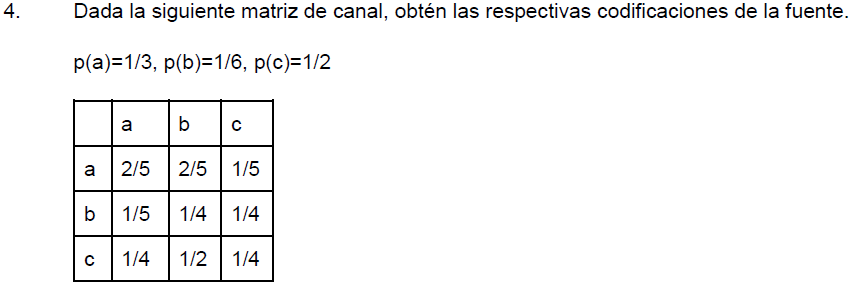 4. Dada la siguiente matriz de canal, obtén las respectivas codificaciones de la fuente.
p(a)=1/3, p(b)=1/6, p(c)=1/2
a b c
a 2/5 2/5 1/5
b 1/5 1/4 1/4
c 1/4 1/2 1/4